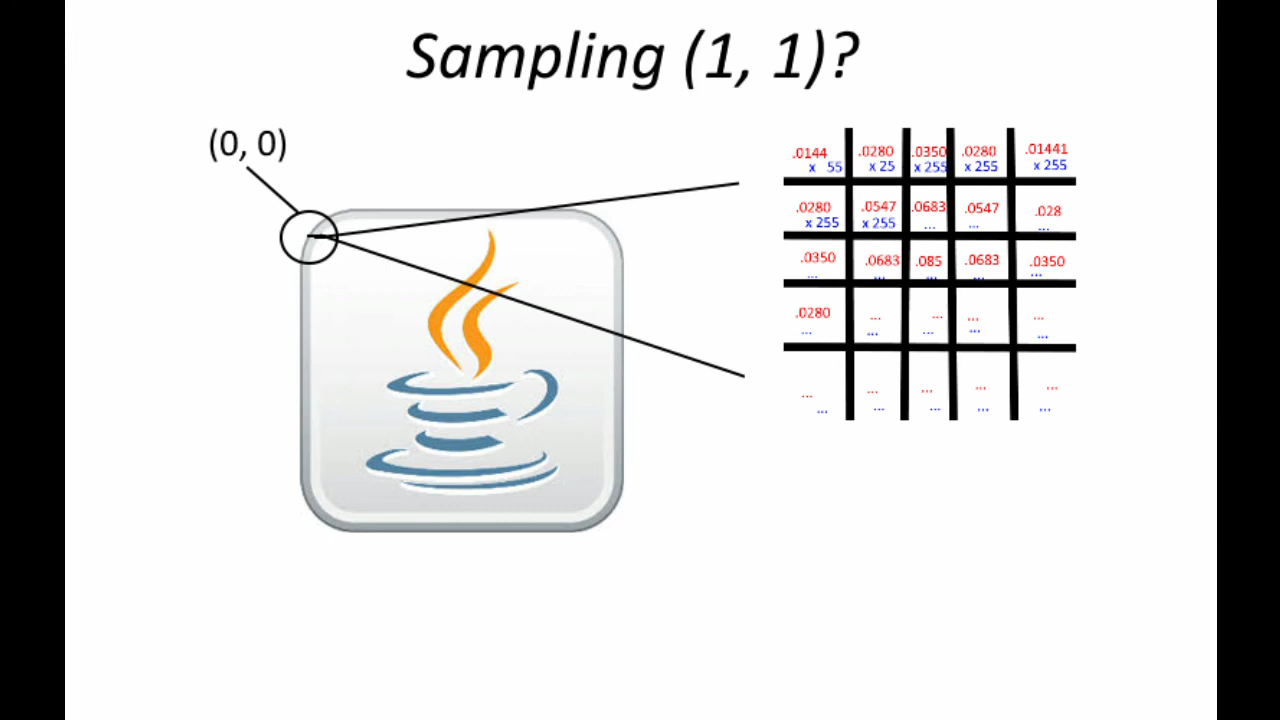 Sampling (1, 1)?
(0, 0)
.0144 .0280 .0350 .0280 .01441
x 55 x 25 x 255 x 255 x 255
.0280 .0547 .0683 .0547 .028
x 255 x 255 ... ... ...
.0350 .0683 .085 .0683 .0350
... ... ... ... ...
.0280 ... ... ... ...
... ... ... ... ...
... ... ... ... ...
... ... ... ... ...